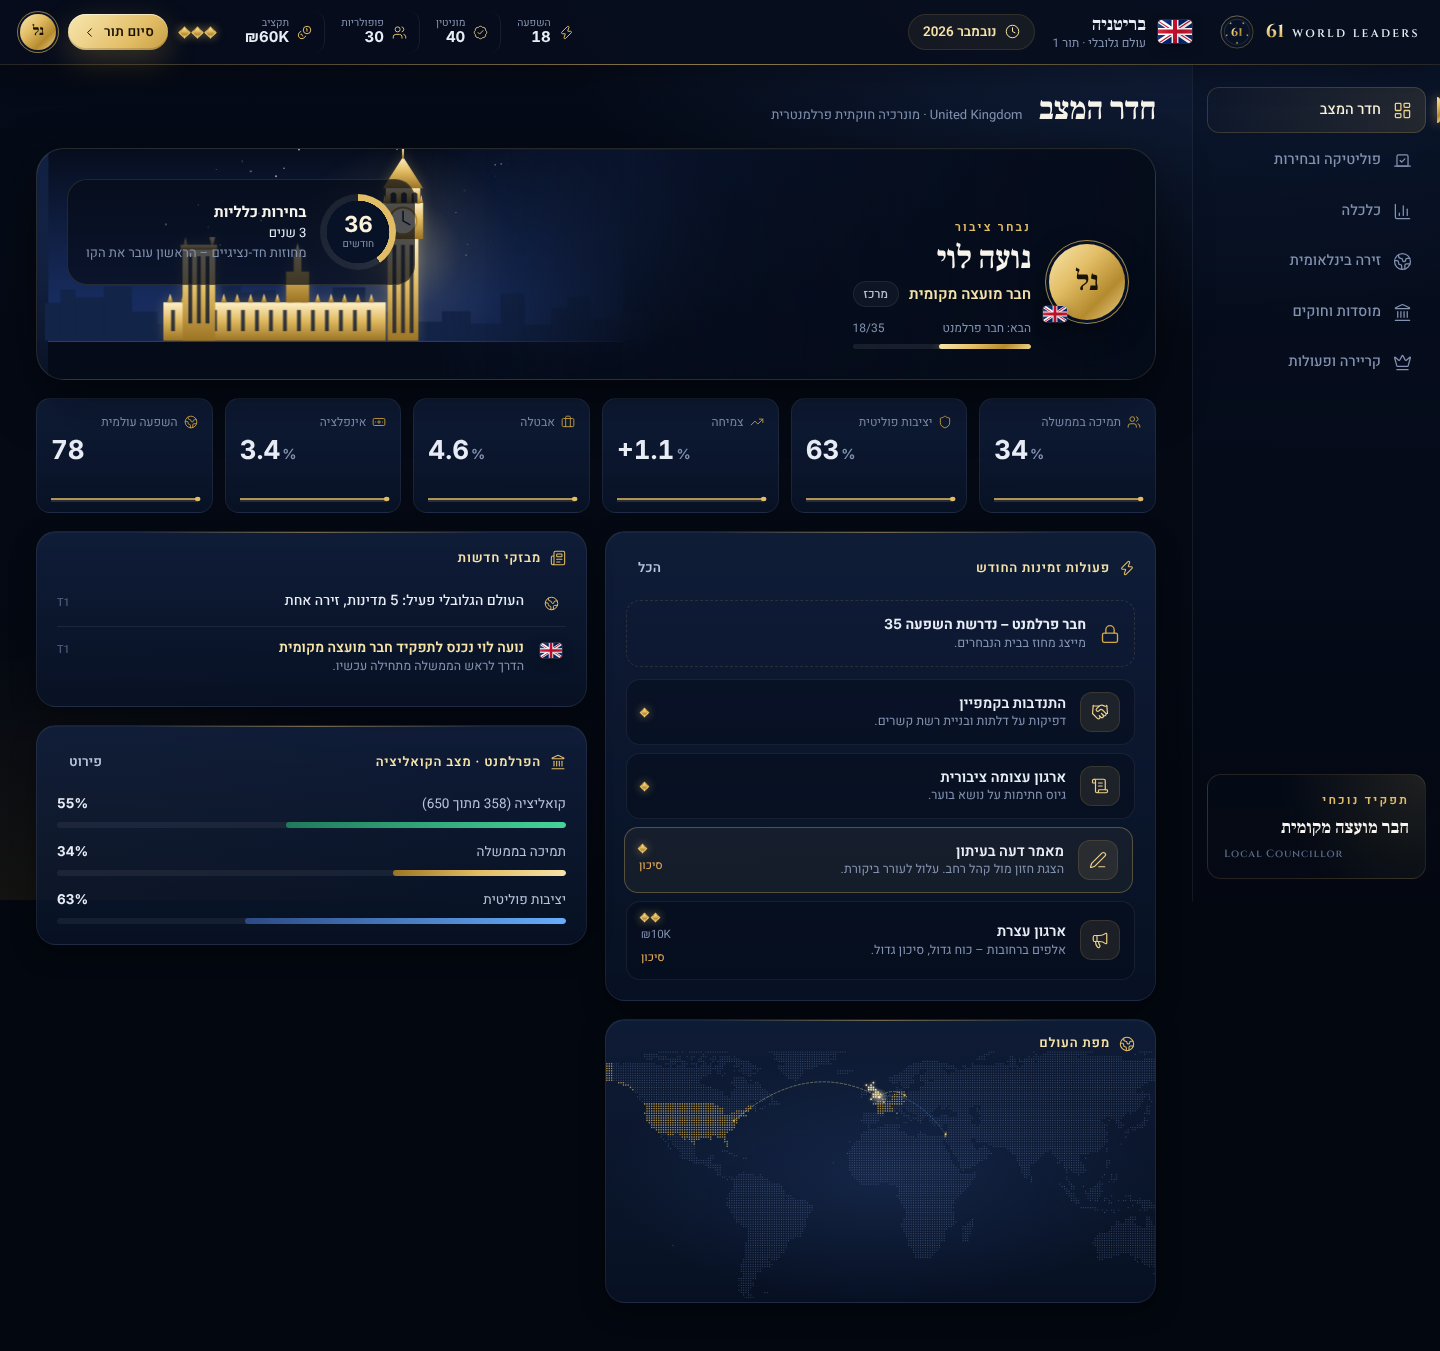 61 WORLD LEADERS
61
בריטניה
עולם גלובלי · תור 1
נובמבר 2026
השפעה
18
מוניטין
40
פופולריות
30
תקציב
₪60K
סיום תור
נל
חדר המצב
פוליטיקה ובחירות
כלכלה
זירה בינלאומית
מוסדות וחוקים
קריירה ופעולות
תפקיד נוכחי
חבר מועצה מקומית
LOCAL COUNCILLOR
חדר המצב
United Kingdom · מונרכיה חוקתית פרלמנטרית
נל
נבחר ציבור
נועה לוי
חבר מועצה מקומית
מרכז
הבא: חבר פרלמנט
18/35
36
חודשים
בחירות כלליות
3 שנים
מחוזות חד-נציגיים – הראשון עובר את הקו
תמיכה בממשלה
34%
יציבות פוליטית
63%
צמיחה
+1.1%
אבטלה
4.6%
אינפלציה
3.4%
השפעה עולמית
78
פעולות זמינות החודש
הכל
חבר פרלמנט – נדרשת השפעה 35
מייצג מחוז בבית הנבחרים.
התנדבות בקמפיין
דפיקות על דלתות ובניית רשת קשרים.
ארגון עצומה ציבורית
גיוס חתימות על נושא בוער.
מאמר דעה בעיתון
הצגת חזון מול קהל רחב. עלול לעורר ביקורת.
סיכון
ארגון עצרת
אלפים ברחובות – כוח גדול, סיכון גדול.
₪10K
סיכון
מפת העולם
מבזקי חדשות
העולם הגלובלי פעיל: 5 מדינות, זירה אחת
T1
נועה לוי נכנס לתפקיד חבר מועצה מקומית
הדרך לראש הממשלה מתחילה עכשיו.
T1
הפרלמנט · מצב הקואליציה
פירוט
קואליציה (358 מתוך 650)
55%
תמיכה בממשלה
34%
יציבות פוליטית
63%